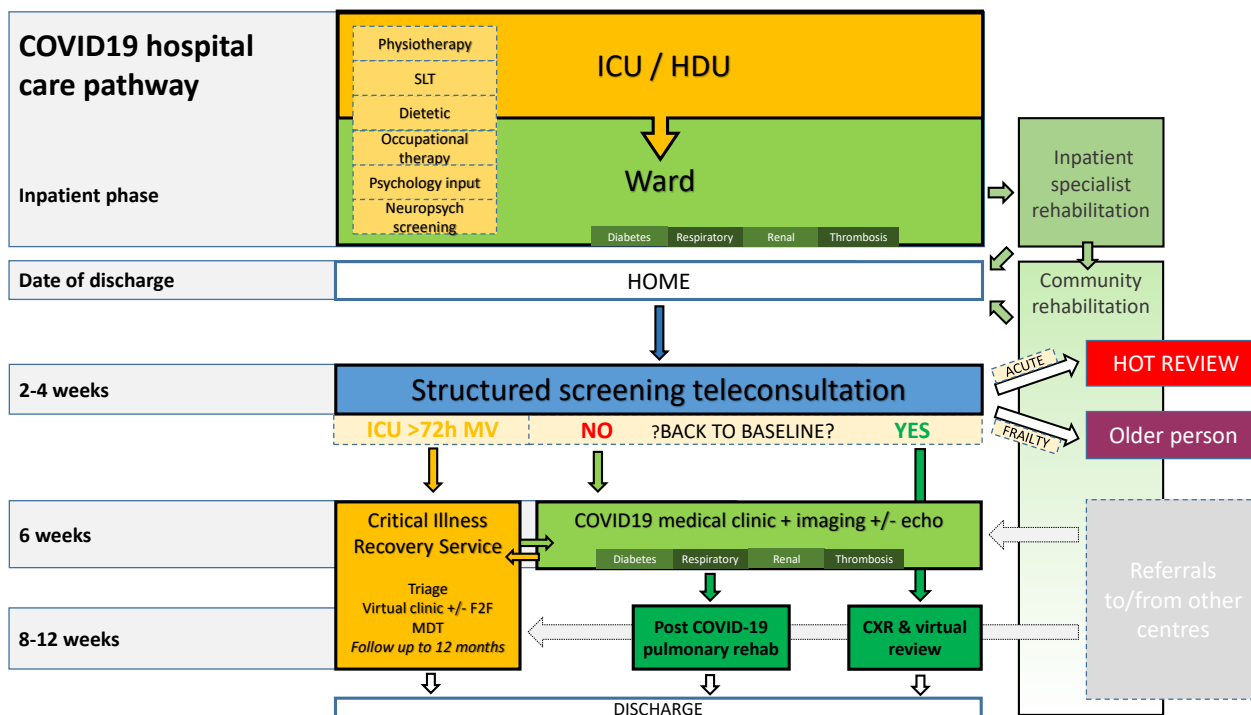 COVID19 hospital
care pathway
Physiotherapy
SLT
Dietetic
Occupational
therapy
Psychology input
Neuropsych
screening
ICU / HDU
Ward
Inpatient phase
Diabetes
Respiratory
Renal
Thrombosis
Inpatient
specialist
rehabilitation
Date of discharge
HOME
Community
rehabilitation
2-4 weeks
Structured screening teleconsultation
ACUTE
HOT REVIEW
FRAILTY
Older person
ICU >72h MV
NO
?BACK TO BASELINE?
YES
6 weeks
Critical Illness
Recovery Service
Triage
Virtual clinic +/- F2F
MDT
Follow up to 12 months
COVID19 medical clinic + imaging +/- echo
Diabetes
Respiratory
Renal
Thrombosis
Referrals
to/from other
centres
8-12 weeks
Post COVID-19
pulmonary rehab
CXR & virtual
review
DISCHARGE